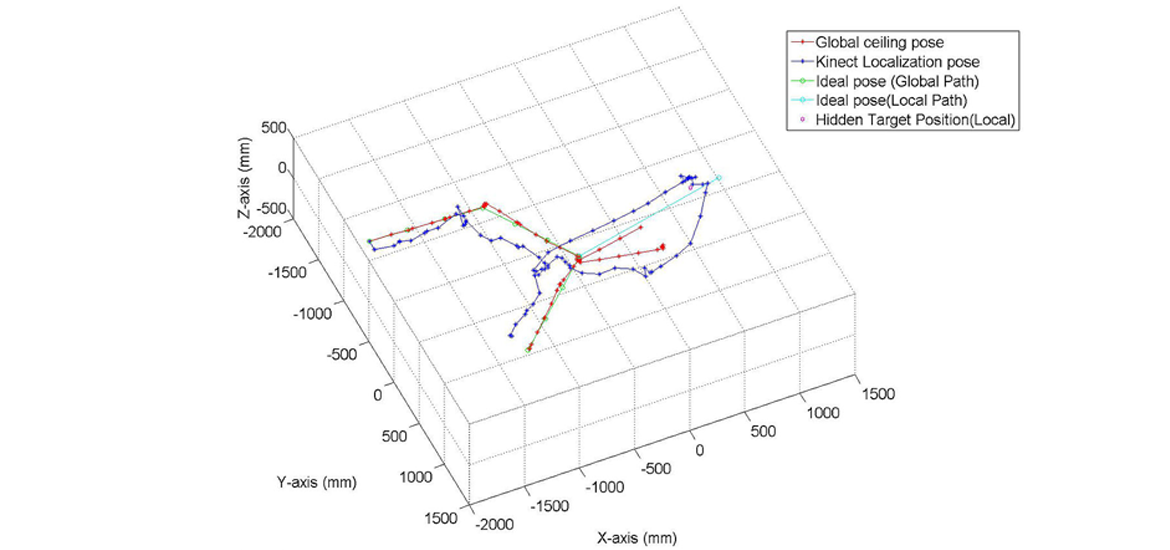 Global ceiling pose
Kinect Localization pose
Ideal pose (Global Path)
Ideal pose(Local Path)
Hidden Target Position(Local)
500
0
-500
Z-axis (mm)
-2000
-1500
-1000
-500
0
500
1000
1500
Y-axis (mm)
-2000
-1500
-1000
-500
0
500
1000
1500
X-axis (mm)